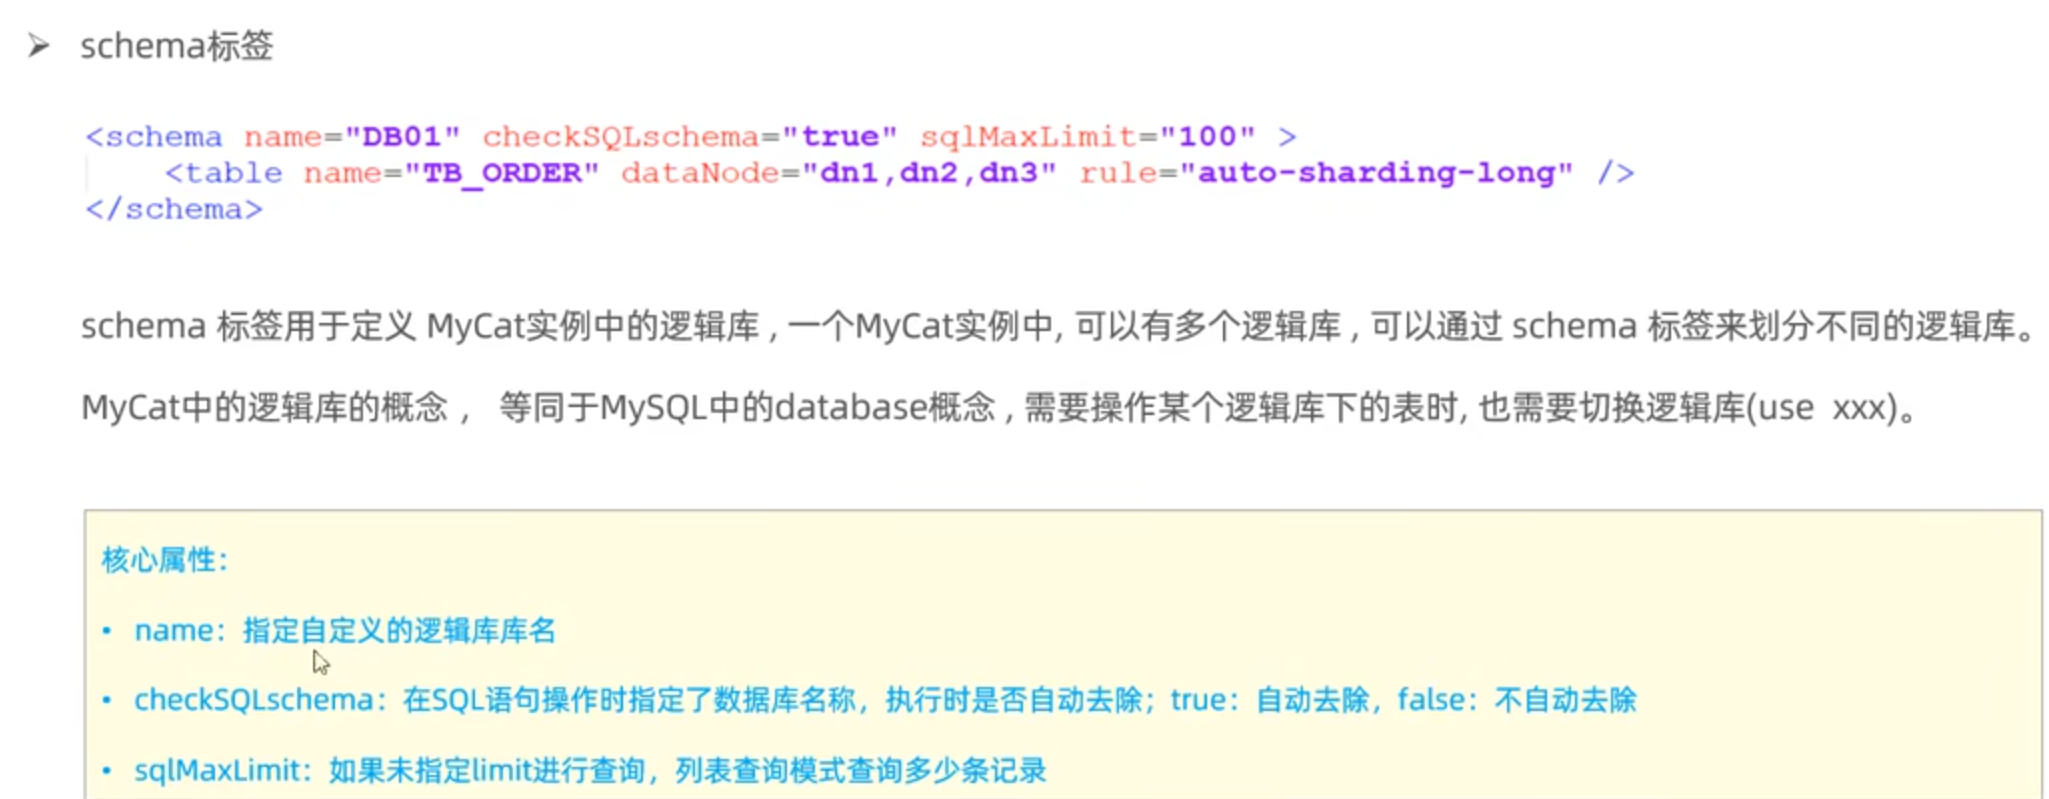 ➤ schema标签
<schema name="DB01" checkSQLschema="true" sqlMaxLimit="100" >
<table name="TB_ORDER" dataNode="dn1,dn2,dn3" rule="auto-sharding-long" />
</schema>
schema 标签用于定义 MyCat实例中的逻辑库 , 一个MyCat实例中, 可以有多个逻辑库 , 可以通过 schema 标签来划分不同的逻辑库。
MyCat中的逻辑库的概念 ， 等同于MySQL中的database概念 , 需要操作某个逻辑库下的表时, 也需要切换逻辑库(use xxx)。
核心属性：
• name：指定自定义的逻辑库库名
• checkSQLschema：在SQL语句操作时指定了数据库名称，执行时是否自动去除；true：自动去除，false：不自动去除
• sqlMaxLimit：如果未指定limit进行查询，列表查询模式查询多少条记录